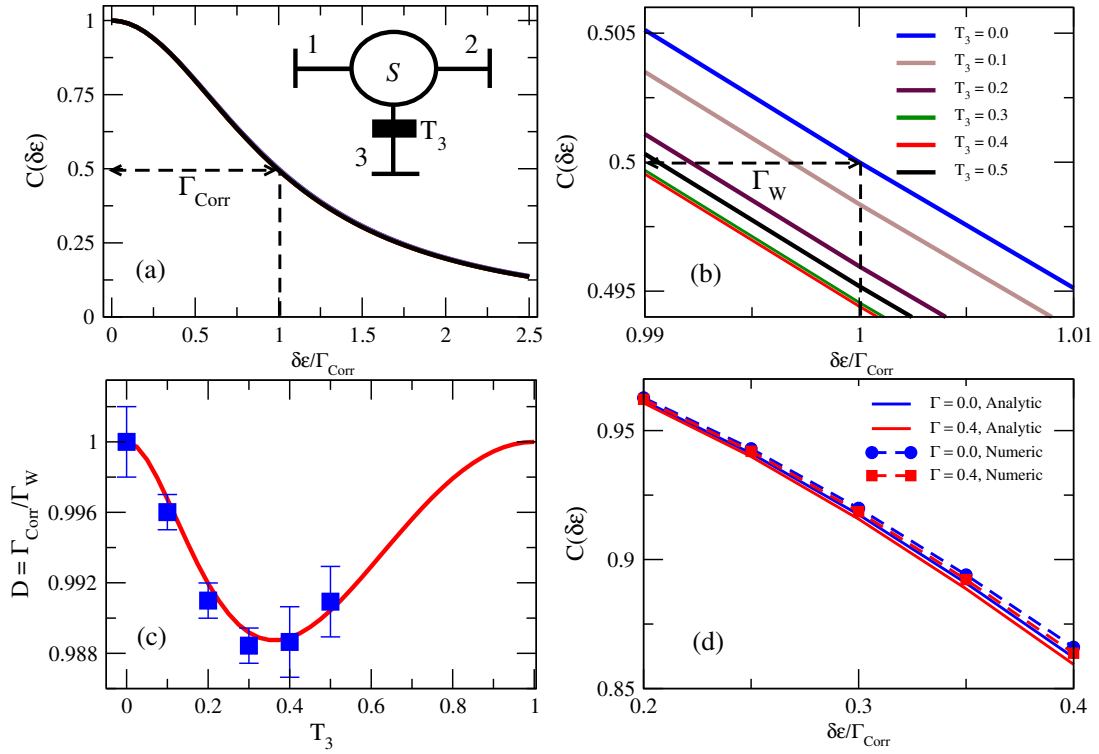 1
0.75
0.5
0.25
0
C(δε)
0 0.5 1 1.5 2 2.5
δε/Γ_Corr
(a)
Γ_Corr
1 2
S
T_3
3
0.505
0.5
0.495
C(δε)
0.99 1 1.01
δε/Γ_Corr
(b)
Γ_W
T_3 = 0.0
T_3 = 0.1
T_3 = 0.2
T_3 = 0.3
T_3 = 0.4
T_3 = 0.5
1
0.996
0.992
0.988
D = Γ_Corr/Γ_W
0 0.2 0.4 0.6 0.8 1
T_3
(c)
0.95
0.9
0.85
C(δε)
0.2 0.25 0.3 0.35 0.4
δε/Γ_Corr
(d)
Γ = 0.0, Analytic
Γ = 0.4, Analytic
Γ = 0.0, Numeric
Γ = 0.4, Numeric